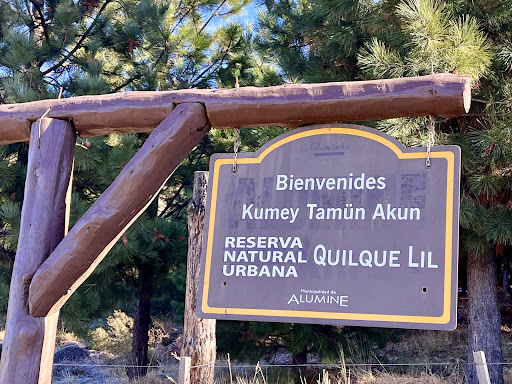 Bienvenides
Kumey Tamün Akun
RESERVA
NATURAL
URBANA
QUILQUE LIL
Municipalidad de
ALUMINE